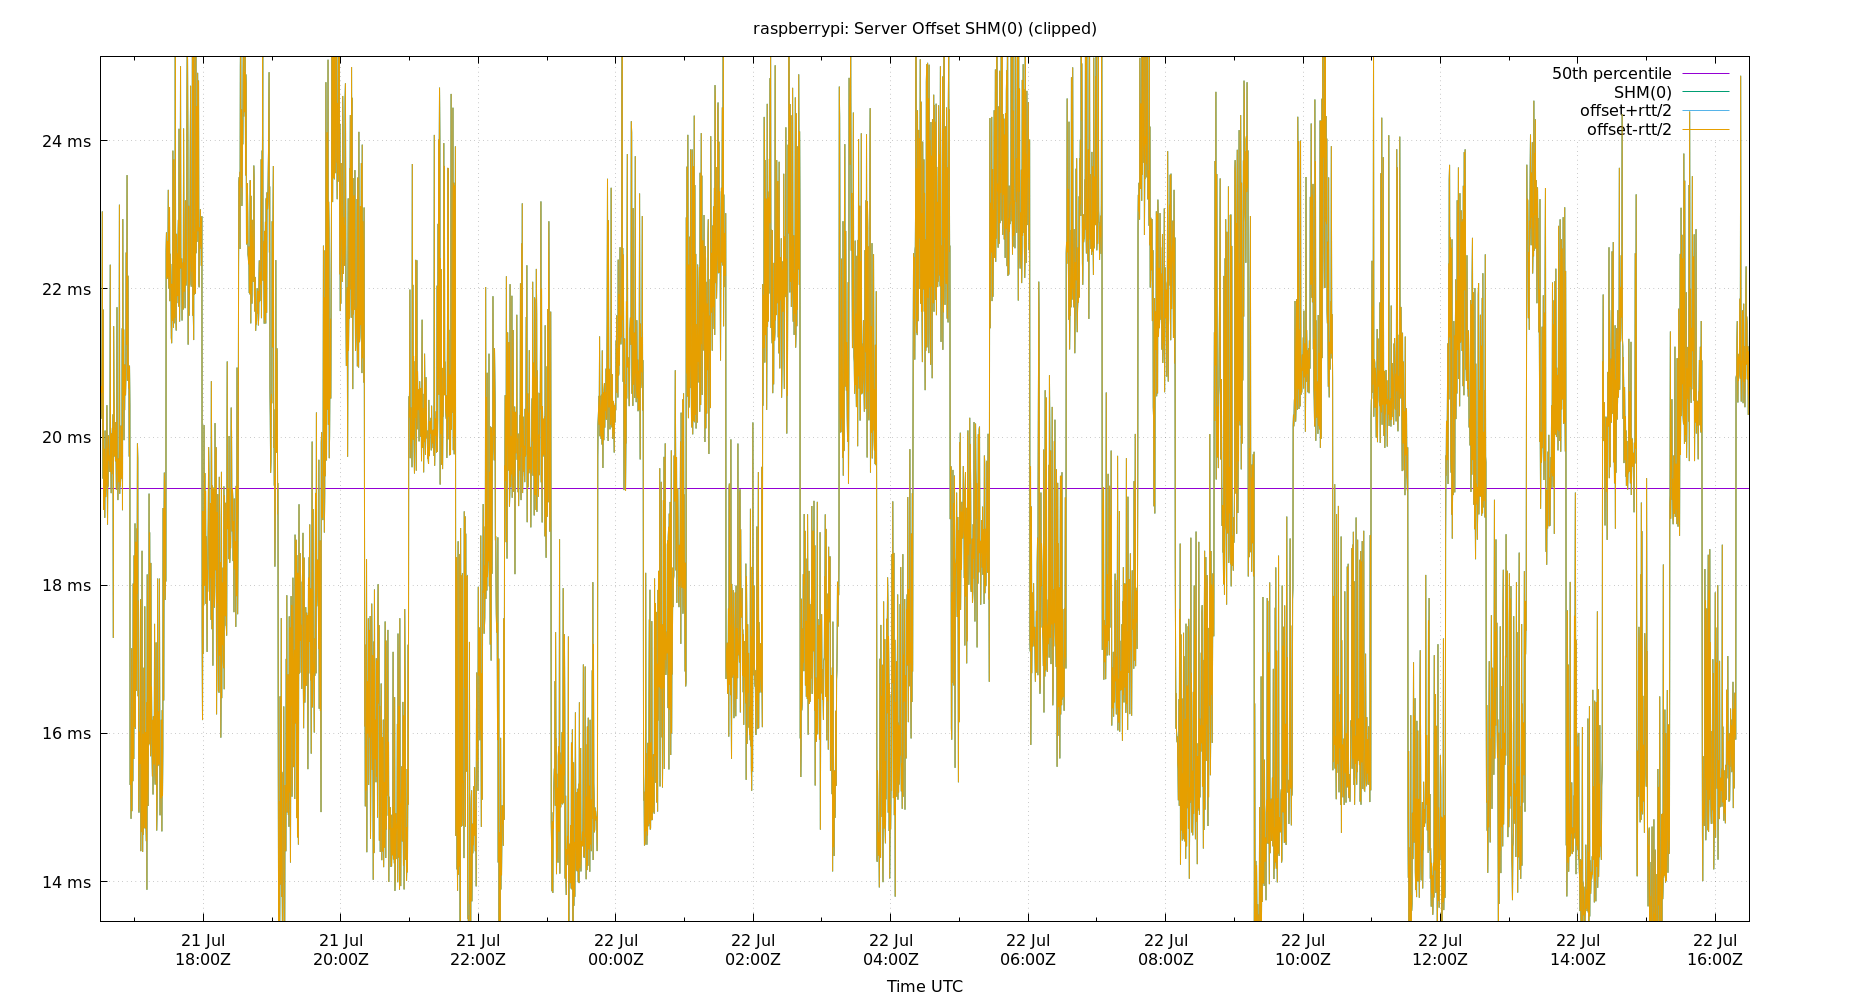 raspberrypi: Server Offset SHM(0) (clipped)
50th percentile
SHM(0)
offset+rtt/2
offset-rtt/2
24 ms
22 ms
20 ms
18 ms
16 ms
14 ms
21 Jul 21 Jul 21 Jul 22 Jul 22 Jul 22 Jul 22 Jul 22 Jul 22 Jul 22 Jul 22 Jul 22 Jul
18:00Z 20:00Z 22:00Z 00:00Z 02:00Z 04:00Z 06:00Z 08:00Z 10:00Z 12:00Z 14:00Z 16:00Z
Time UTC